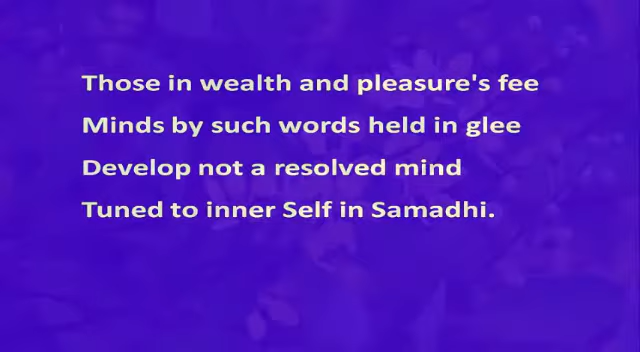 Those in wealth and pleasure's fee
Minds by such words held in glee
Develop not a resolved mind
Tuned to inner Self in Samadhi.